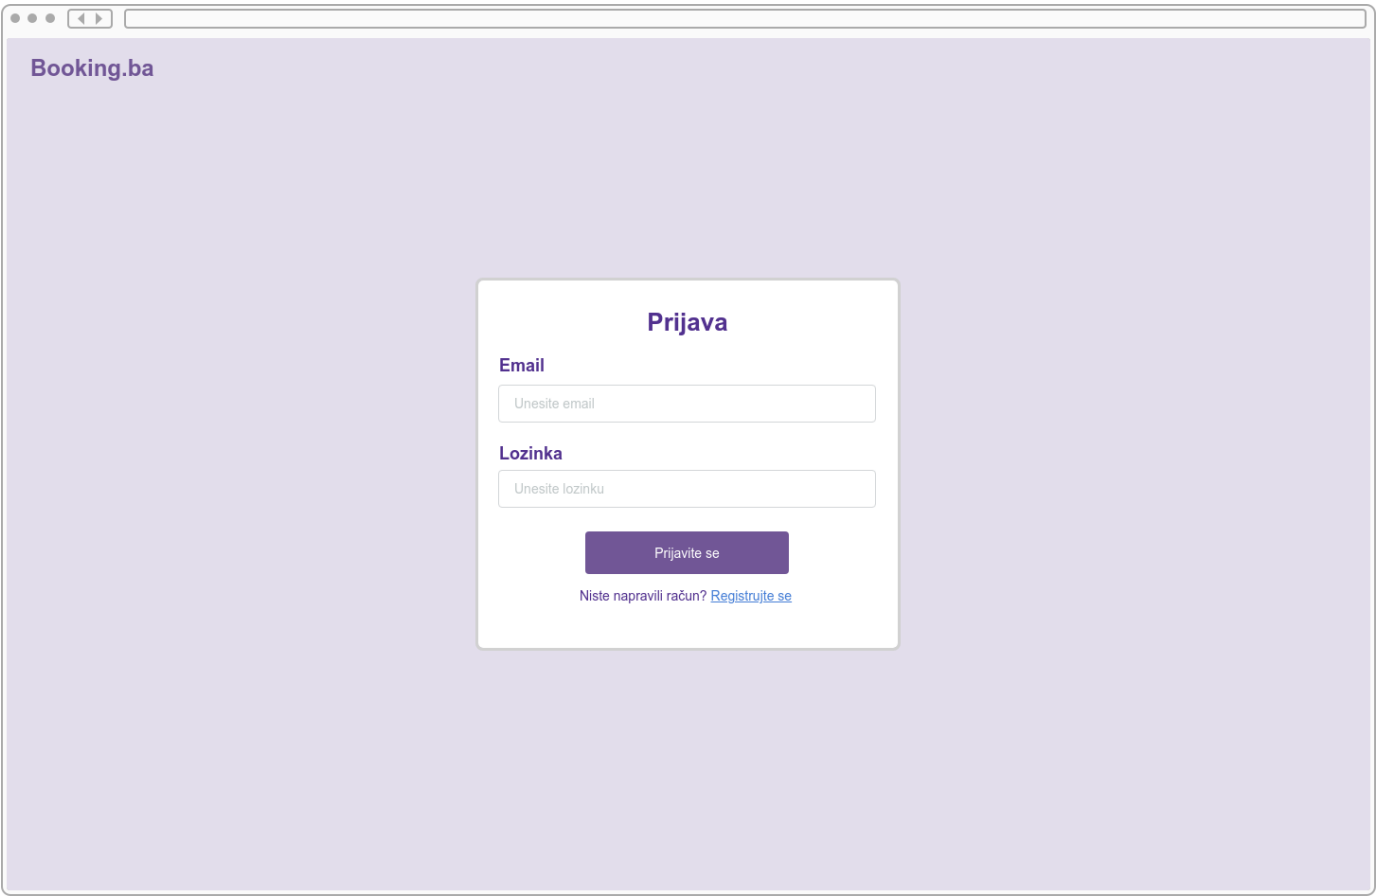 Booking.ba
Prijava
Email
Unesite email
Lozinka
Unesite lozinku
Prijavite se
Niste napravili račun? Registrujte se